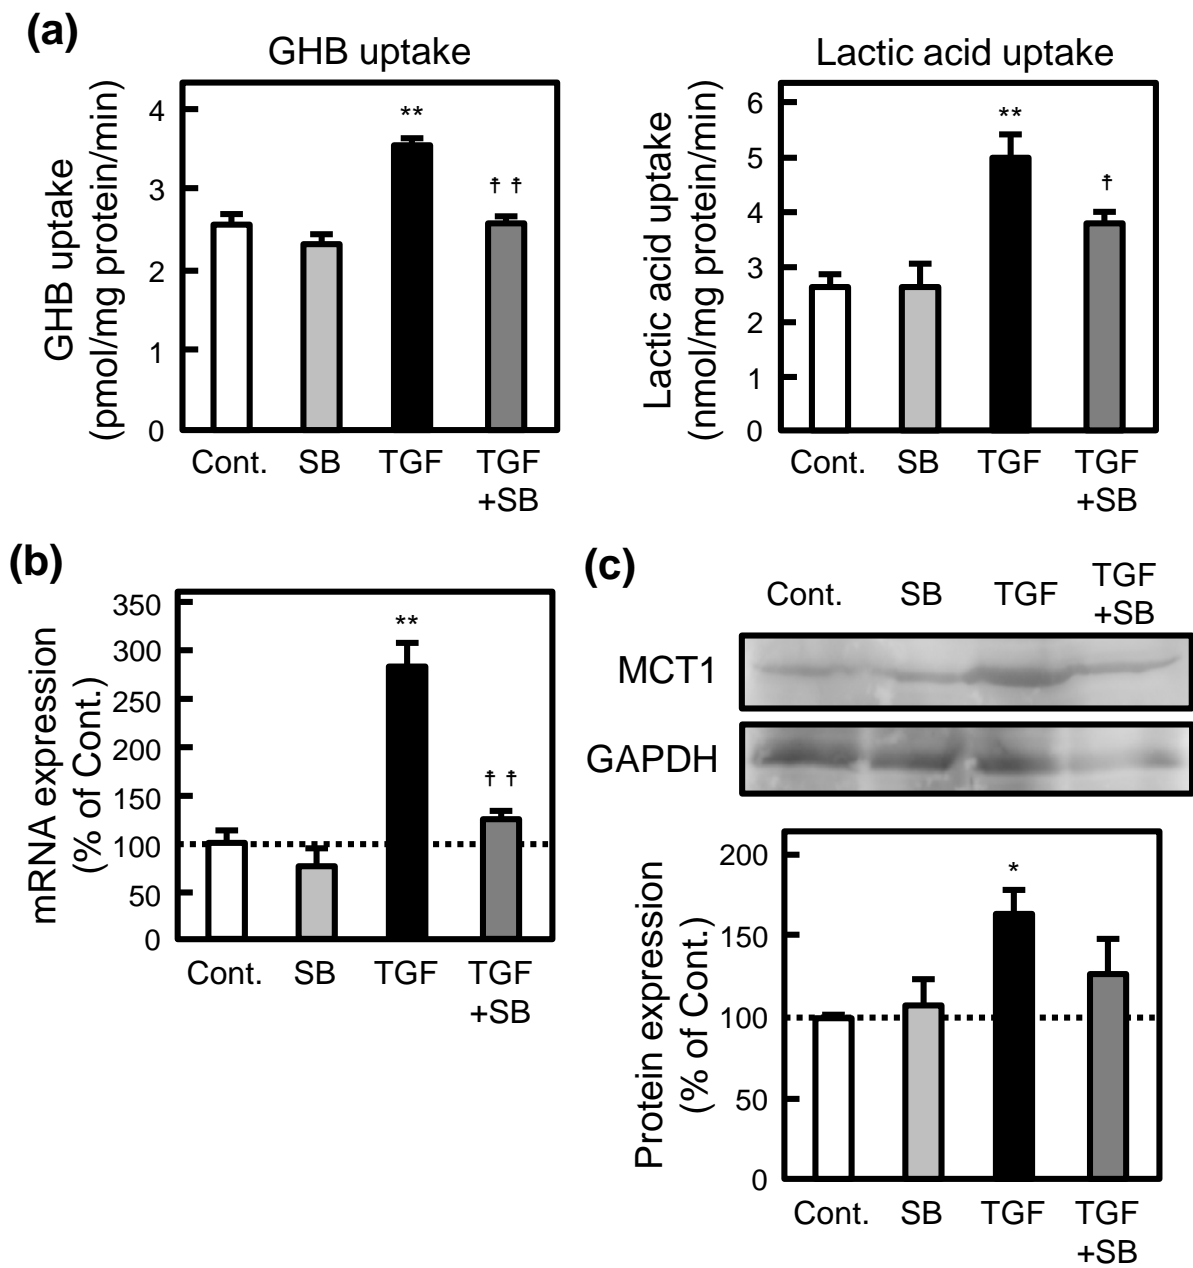 (a)
GHB uptake
GHB uptake
(pmol/mg protein/min)
4
3
2
1
0
**
† †
Cont.
SB
TGF
TGF
+SB
Lactic acid uptake
Lactic acid uptake
(nmol/mg protein/min)
6
5
4
3
2
1
0
**
†
Cont.
SB
TGF
TGF
+SB
(b)
mRNA expression
(% of Cont.)
350
300
250
200
150
100
50
0
**
† †
Cont.
SB
TGF
TGF
+SB
(c)
Cont.
SB
TGF
TGF
+SB
MCT1
GAPDH
Protein expression
(% of Cont.)
200
150
100
50
0
*
Cont.
SB
TGF
TGF
+SB